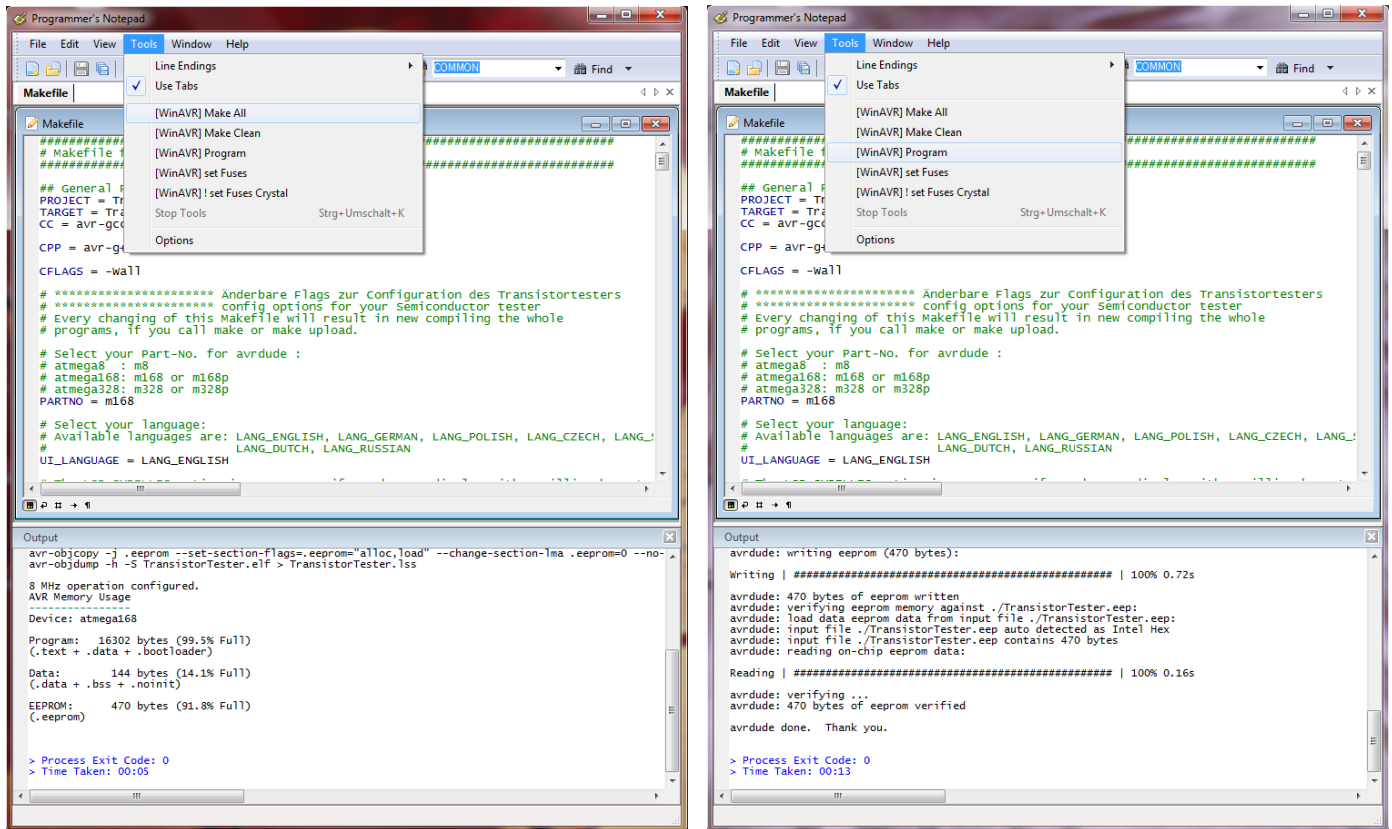 Programmer's Notepad
File Edit View Tools Window Help
Line Endings
COMMON
Find
Use Tabs
Makefile
[WinAVR] Make All
[WinAVR] Make Clean
[WinAVR] Program
[WinAVR] set Fuses
[WinAVR] ! set Fuses Crystal
Stop Tools Strg+Umschalt+K
Options
Makefile
##############
# Makefile f
##############
## General P
PROJECT = Tr
TARGET = Tra
CC = avr-gcc
CPP = avr-g+
CFLAGS = -Wall
# ********************** Änderbare Flags zur Configuration des Transistortesters
# ********************** config options for your Semiconductor tester
# Every changing of this Makefile will result in new compiling the whole
# programs, if you call make or make upload.
# Select your Part-No. for avrdude :
# atmega8 : m8
# atmega168: m168 or m168p
# atmega328: m328 or m328p
PARTNO = m168
# Select your language:
# Available languages are: LANG_ENGLISH, LANG_GERMAN, LANG_POLISH, LANG_CZECH, LANG_
# LANG_DUTCH, LANG_RUSSIAN
UI_LANGUAGE = LANG_ENGLISH
Output
avr-objcopy -j .eeprom --set-section-flags=.eeprom="alloc,load" --change-section-lma .eeprom=0 --no-
avr-objdump -h -S TransistorTester.elf > TransistorTester.lss
8 MHz operation configured.
AVR Memory Usage
----------------
Device: atmega168
Program: 16302 bytes (99.5% Full)
(.text + .data + .bootloader)
Data: 144 bytes (14.1% Full)
(.data + .bss + .noinit)
EEPROM: 470 bytes (91.8% Full)
(.eeprom)
> Process Exit Code: 0
> Time Taken: 00:05
Programmer's Notepad
File Edit View Tools Window Help
Line Endings
COMMON
Find
Use Tabs
Makefile
[WinAVR] Make All
[WinAVR] Make Clean
[WinAVR] Program
[WinAVR] set Fuses
[WinAVR] ! set Fuses Crystal
Stop Tools Strg+Umschalt+K
Options
Makefile
##############
# Makefile f
##############
## General P
PROJECT = Tr
TARGET = Tra
CC = avr-gcc
CPP = avr-g+
CFLAGS = -Wall
# ********************** Änderbare Flags zur Configuration des Transistortesters
# ********************** config options for your Semiconductor tester
# Every changing of this Makefile will result in new compiling the whole
# programs, if you call make or make upload.
# Select your Part-No. for avrdude :
# atmega8 : m8
# atmega168: m168 or m168p
# atmega328: m328 or m328p
PARTNO = m168
# Select your language:
# Available languages are: LANG_ENGLISH, LANG_GERMAN, LANG_POLISH, LANG_CZECH, LANG_
# LANG_DUTCH, LANG_RUSSIAN
UI_LANGUAGE = LANG_ENGLISH
Output
avrdude: writing eeprom (470 bytes):
Writing | ################################################## | 100% 0.72s
avrdude: 470 bytes of eeprom written
avrdude: verifying eeprom memory against ./TransistorTester.eep:
avrdude: load data eeprom data from input file ./TransistorTester.eep:
avrdude: input file ./TransistorTester.eep auto detected as Intel Hex
avrdude: input file ./TransistorTester.eep contains 470 bytes
avrdude: reading on-chip eeprom data:
Reading | ################################################## | 100% 0.16s
avrdude: verifying ...
avrdude: 470 bytes of eeprom verified
avrdude done. Thank you.
> Process Exit Code: 0
> Time Taken: 00:13